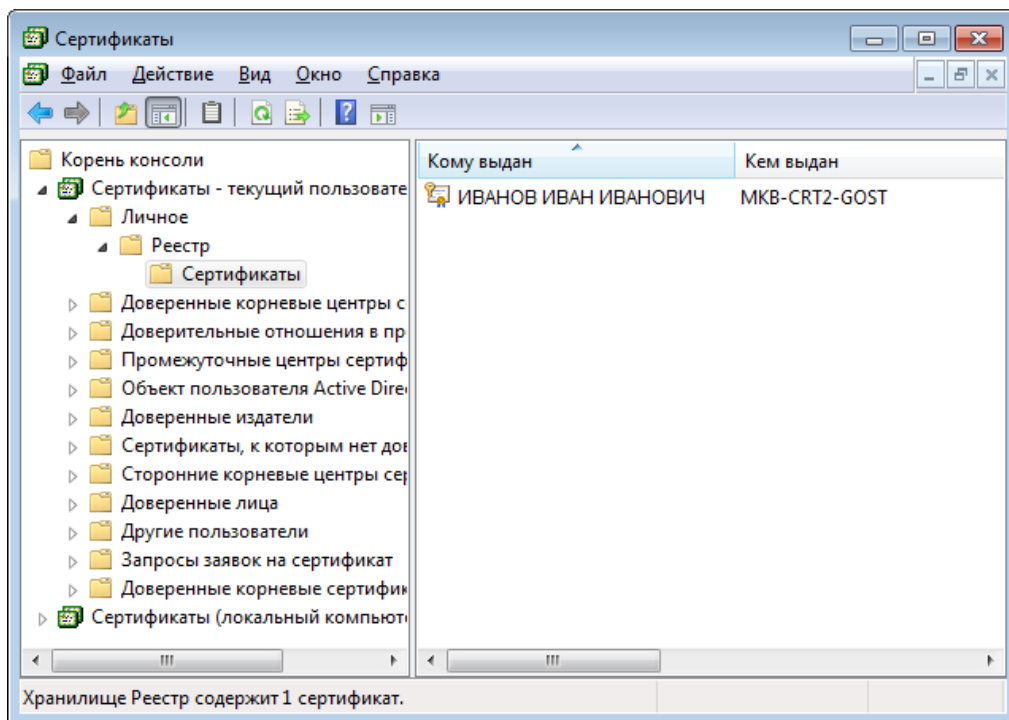 Сертификаты
Файл Действие Вид Окно Справка
Корень консоли
Сертификаты - текущий пользовате
Личное
Реестр
Сертификаты
Доверенные корневые центры с
Доверительные отношения в пр
Промежуточные центры сертиф
Объект пользователя Active Dire
Доверенные издатели
Сертификаты, к которым нет дов
Сторонние корневые центры сер
Доверенные лица
Другие пользователи
Запросы заявок на сертификат
Доверенные корневые сертифик
Сертификаты (локальный компьют
Кому выдан Кем выдан
ИВАНОВ ИВАН ИВАНОВИЧ MKB-CRT2-GOST
Хранилище Реестр содержит 1 сертификат.